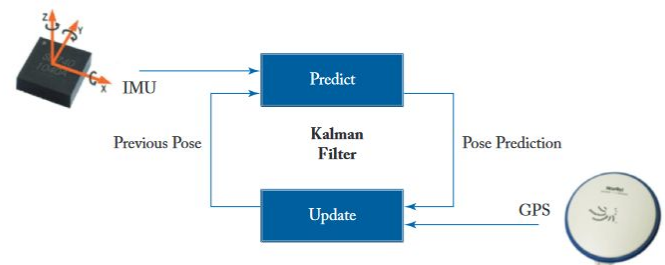 Z
Y
X
IMU
Predict
Previous Pose
Kalman
Filter
Pose Prediction
Update
GPS